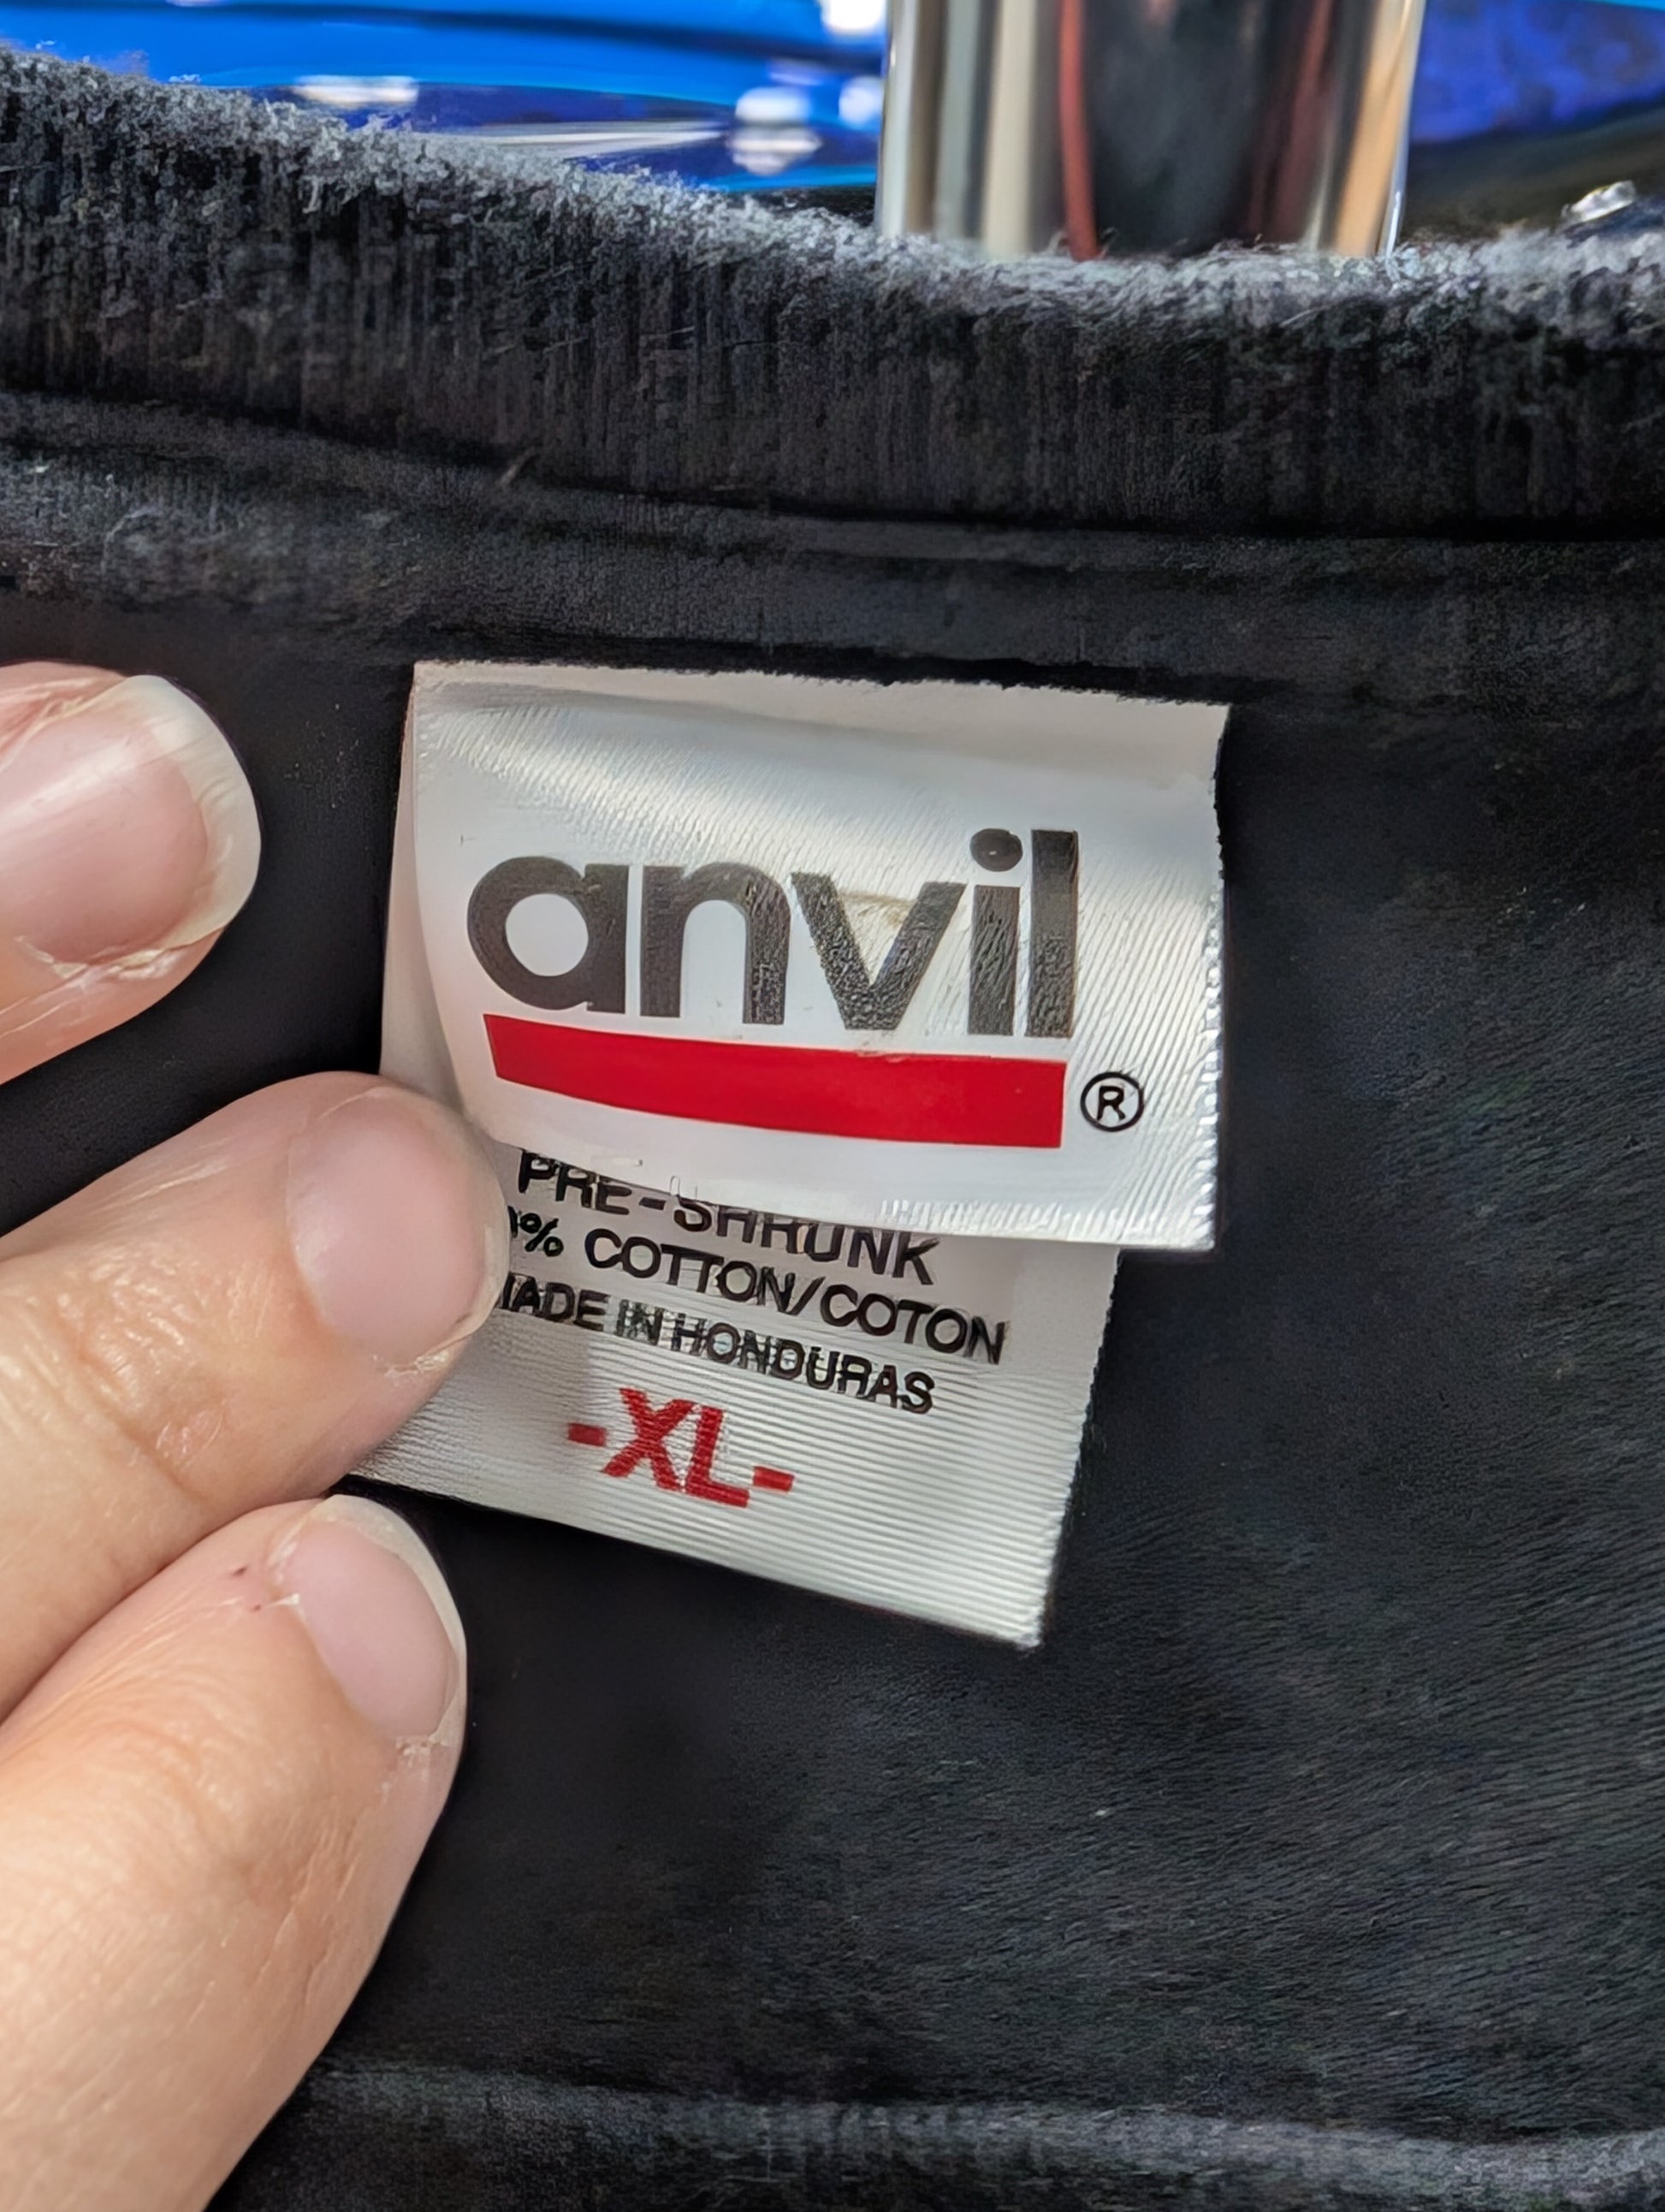 anvil
®
PRE-SHRUNK
% COTTON/COTON
MADE IN HONDURAS
-XL-